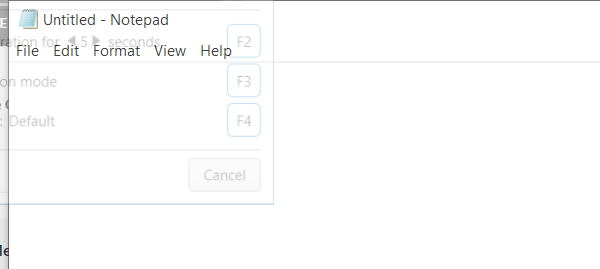 Untitled - Notepad
ration for ◀ 5 ▶ seconds F2
File Edit Format View Help
on mode F3
: Default F4
Cancel